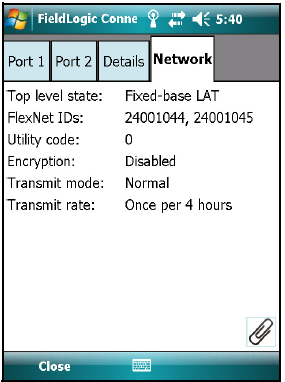 FieldLogic Conne 5:40
Port 1 Port 2 Details Network
Top level state: Fixed-base LAT
FlexNet IDs: 24001044, 24001045
Utility code: 0
Encryption: Disabled
Transmit mode: Normal
Transmit rate: Once per 4 hours
Close